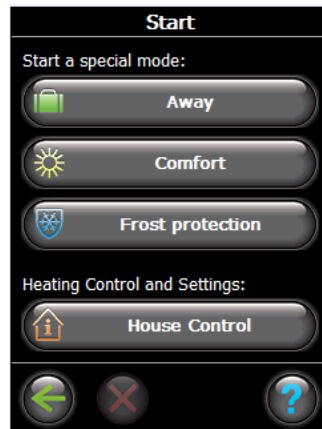 Start
Start a special mode:
Away
Comfort
Frost protection
Heating Control and Settings:
i
House Control
?